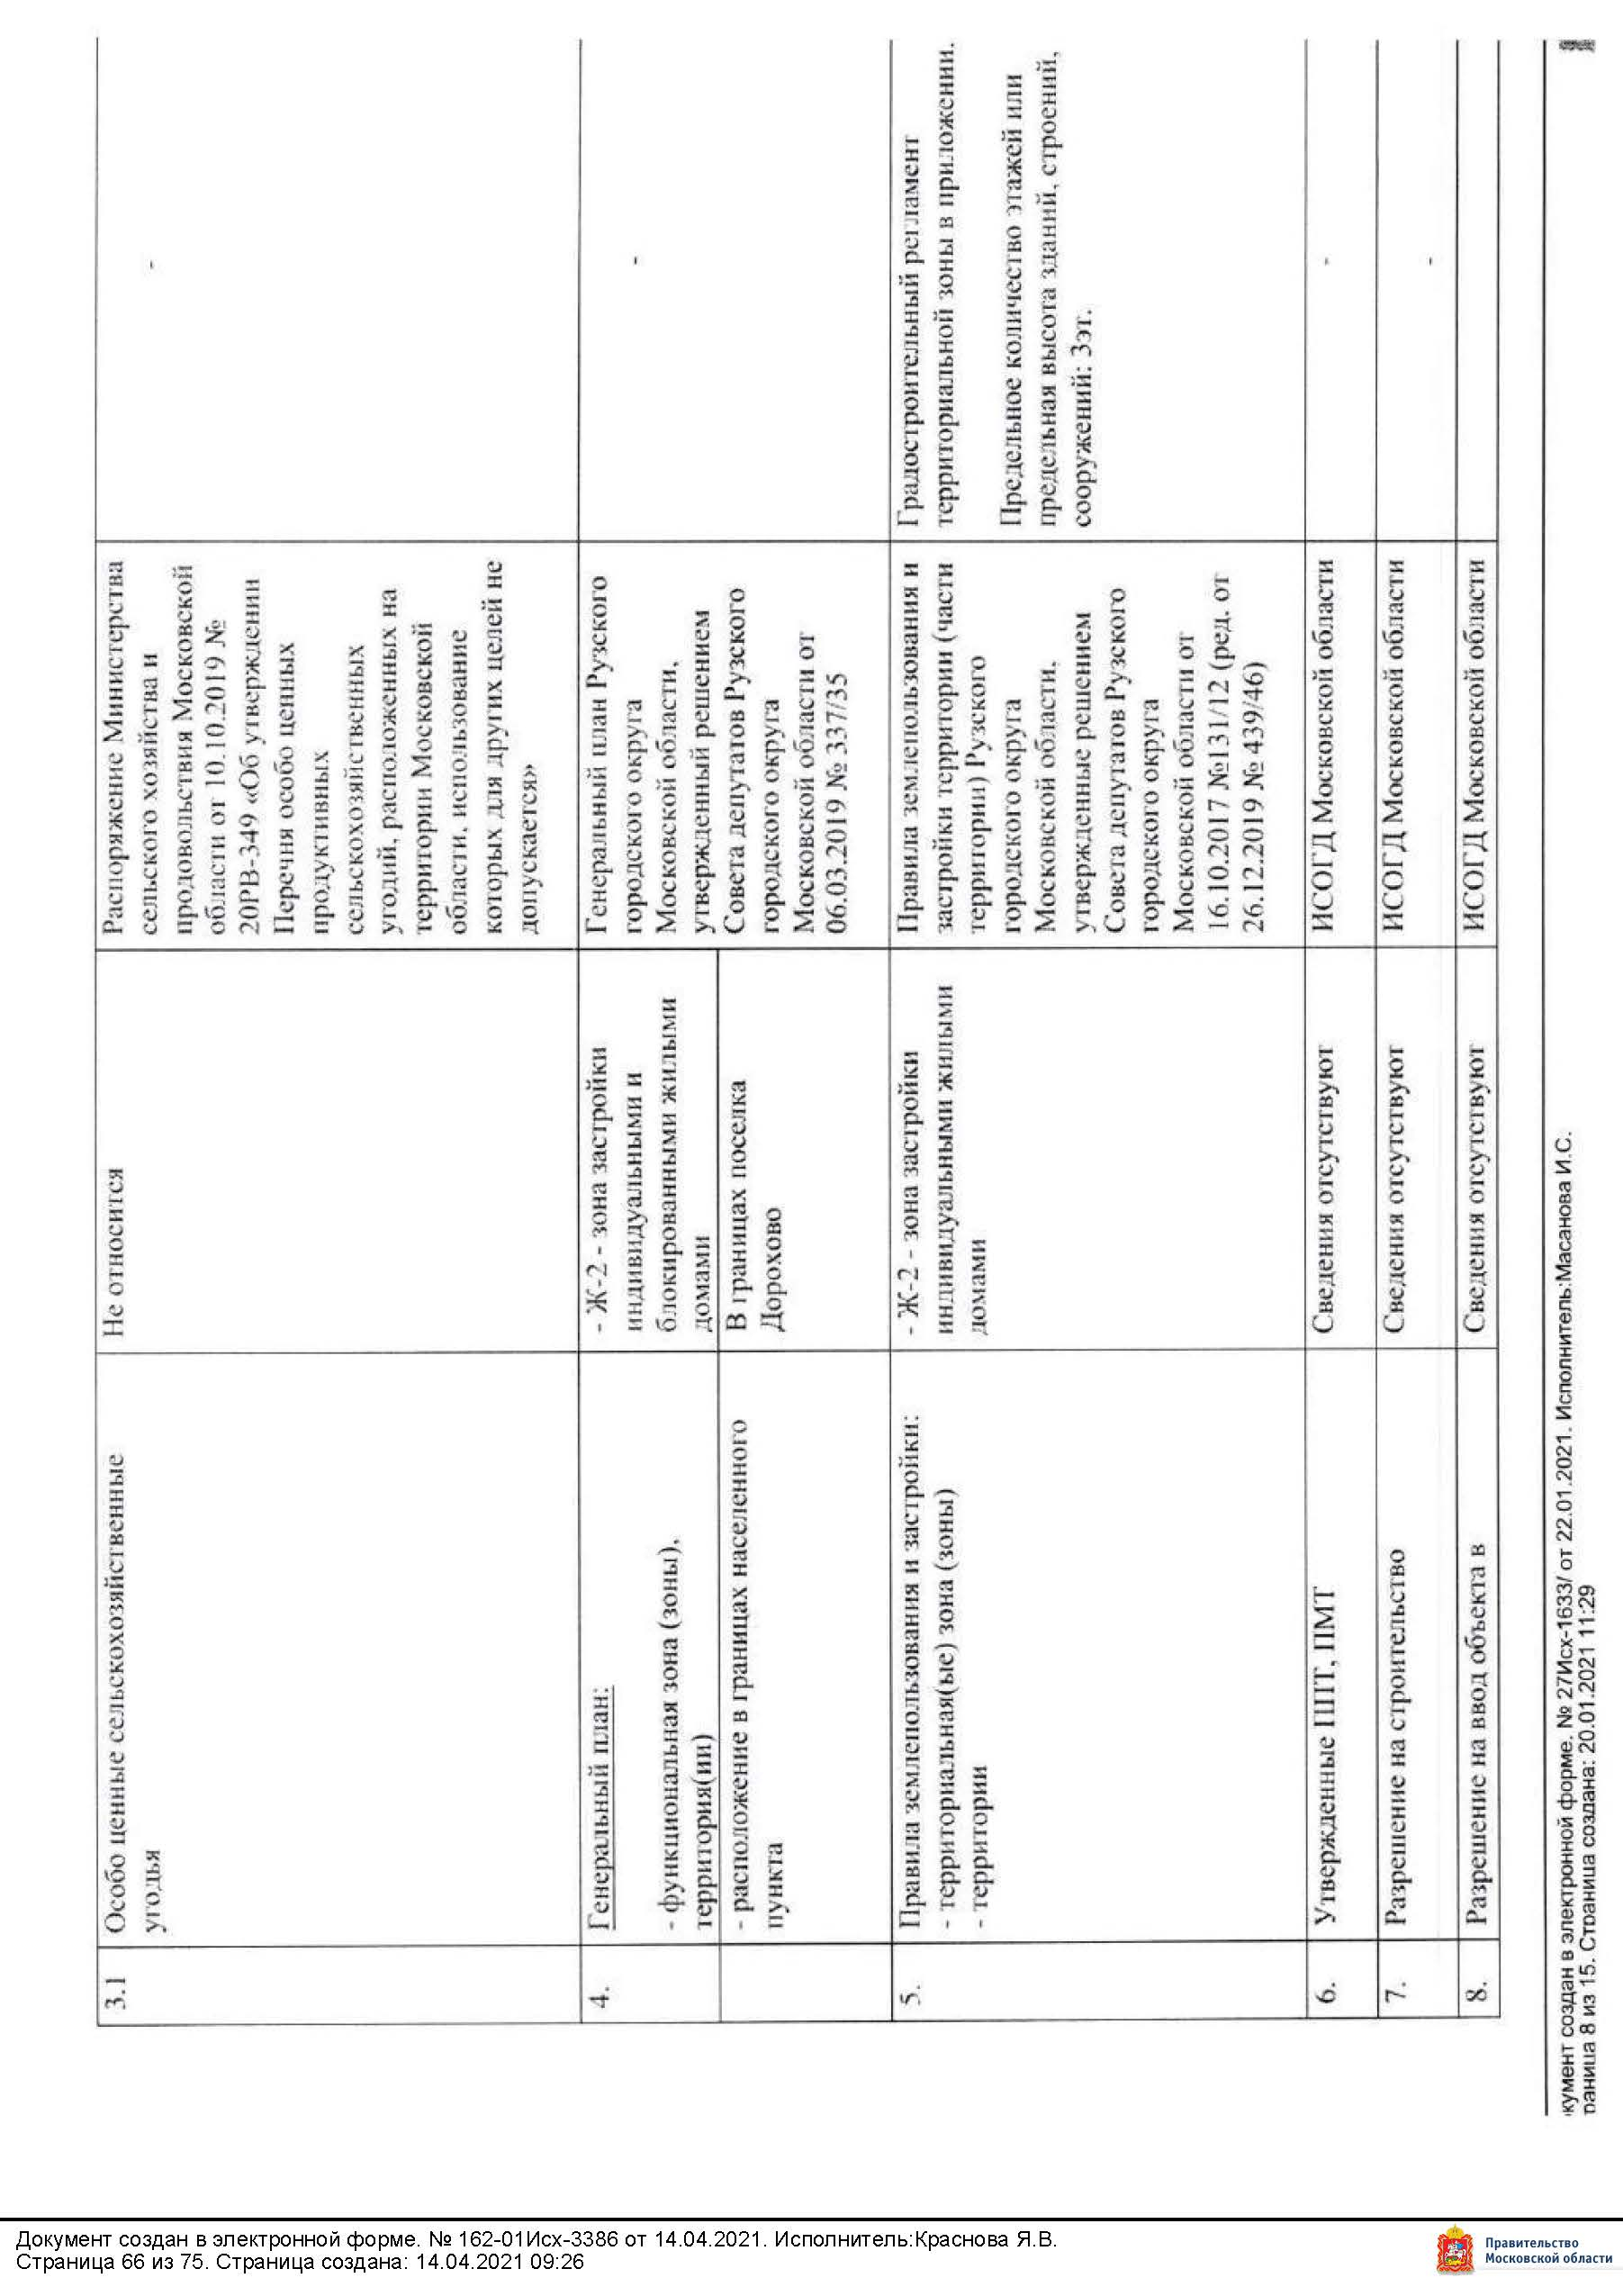 3.1
Особо ценные сельскохозяйственные
угодья
Не относится
Распоряжение Министерства
сельского хозяйства и
продовольствия Московской
области от 10.10.2019 №
20РВ-349 «Об утверждении
Перечня особо ценных
продуктивных
сельскохозяйственных
угодий, расположенных на
территории Московской
области, использование
которых для других целей не
допускается»
-
4.
Генеральный план:
- функциональная зона (зоны),
территория(ии)
- Ж-2 - зона застройки
индивидуальными и
блокированными жилыми
домами
Генеральный план Рузского
городского округа
Московской области,
утвержденный решением
Совета депутатов Рузского
городского округа
Московской области от
06.03.2019 № 337/35
-
- расположение в границах населенного
пункта
В границах поселка
Дорохово
5.
Правила землепользования и застройки:
- территориальная(ые) зона (зоны)
- территории
- Ж-2 - зона застройки
индивидуальными жилыми
домами
Правила землепользования и
застройки территории (части
территории) Рузского
городского округа
Московской области,
утвержденные решением
Совета депутатов Рузского
городского округа
Московской области от
16.10.2017 №131/12 (ред. от
26.12.2019 № 439/46)
Градостроительный регламент
территориальной зоны в приложении.
Предельное количество этажей или
предельная высота зданий, строений,
сооружений: 3эт.
6.
Утвержденные ППТ, ПМТ
Сведения отсутствуют
ИСОГД Московской области
-
7.
Разрешение на строительство
Сведения отсутствуют
ИСОГД Московской области
-
8.
Разрешение на ввод объекта в
Сведения отсутствуют
ИСОГД Московской области
кумент создан в электронной форме. № 27Исх-1633/ от 22.01.2021. Исполнитель:Масанова И.С.
раница 8 из 15. Страница создана: 20.01.2021 11:29
Документ создан в электронной форме. № 162-01Исх-3386 от 14.04.2021. Исполнитель:Краснова Я.В.
Страница 66 из 75. Страница создана: 14.04.2021 09:26
Правительство
Московской области